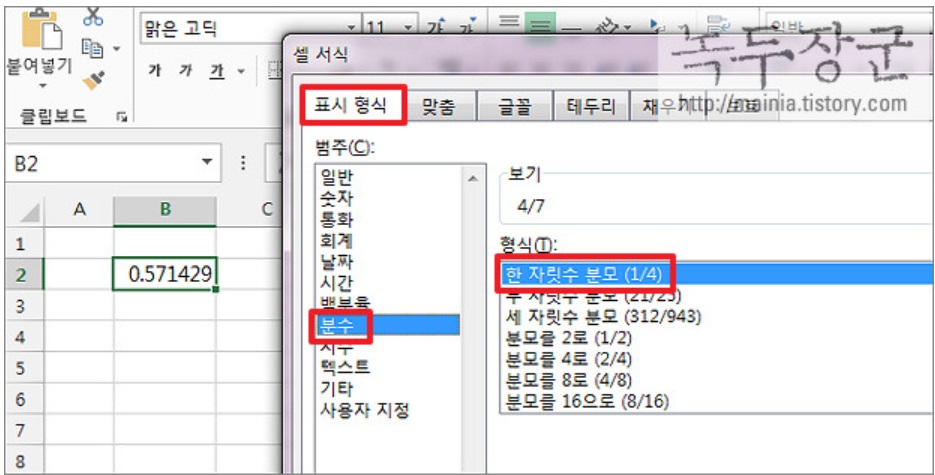 맑은 고딕
11
가 가
일반
붙여넣기
가 가 가
클립보드
셀 서식
녹두장군
http://mainia.tistory.com
표시 형식 맞춤 글꼴 테두리 채우기 보호
범주(C):
일반
숫자
통화
회계
날짜
시간
백분율
분수
지수
텍스트
기타
사용자 지정
보기
4/7
형식(T):
한 자릿수 분모 (1/4)
두 자릿수 분모 (21/25)
세 자릿수 분모 (312/943)
분모를 2로 (1/2)
분모를 4로 (2/4)
분모를 8로 (4/8)
분모를 16으로 (8/16)
B2
A B C
1
2 0.571429
3
4
5
6
7
8